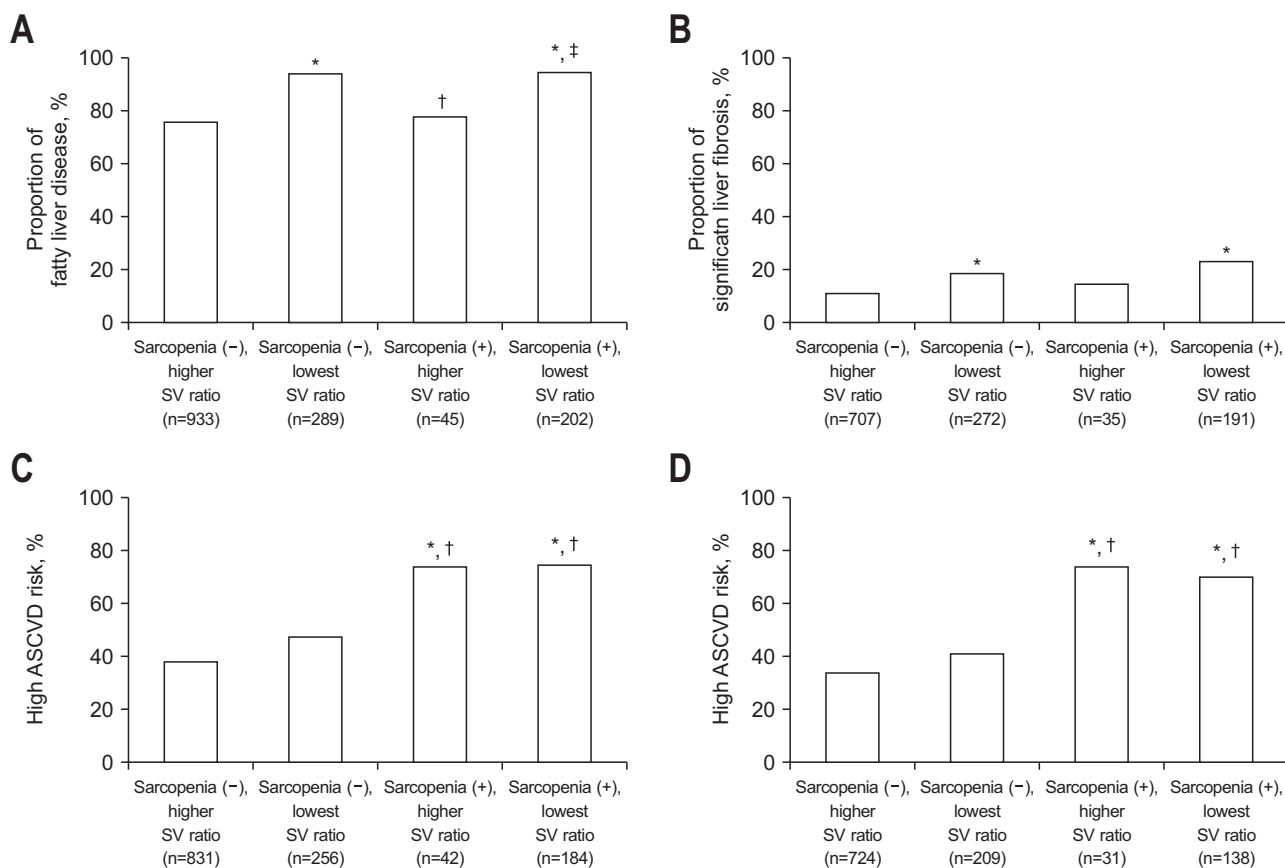 A
Proportion of
fatty liver disease, %
100
80
60
40
20
0
*
†
*, ‡
Sarcopenia (−),
higher
SV ratio
(n=933)
Sarcopenia (−),
lowest
SV ratio
(n=289)
Sarcopenia (+),
higher
SV ratio
(n=45)
Sarcopenia (+),
lowest
SV ratio
(n=202)
B
Proportion of
significatn liver fibrosis, %
100
80
60
40
20
0
*
*
Sarcopenia (−),
higher
SV ratio
(n=707)
Sarcopenia (−),
lowest
SV ratio
(n=272)
Sarcopenia (+),
higher
SV ratio
(n=35)
Sarcopenia (+),
lowest
SV ratio
(n=191)
C
High ASCVD risk, %
100
80
60
40
20
0
*, †
*, †
Sarcopenia (−),
higher
SV ratio
(n=831)
Sarcopenia (−),
lowest
SV ratio
(n=256)
Sarcopenia (+),
higher
SV ratio
(n=42)
Sarcopenia (+),
lowest
SV ratio
(n=184)
D
High ASCVD risk, %
100
80
60
40
20
0
*, †
*, †
Sarcopenia (−),
higher
SV ratio
(n=724)
Sarcopenia (−),
lowest
SV ratio
(n=209)
Sarcopenia (+),
higher
SV ratio
(n=31)
Sarcopenia (+),
lowest
SV ratio
(n=138)